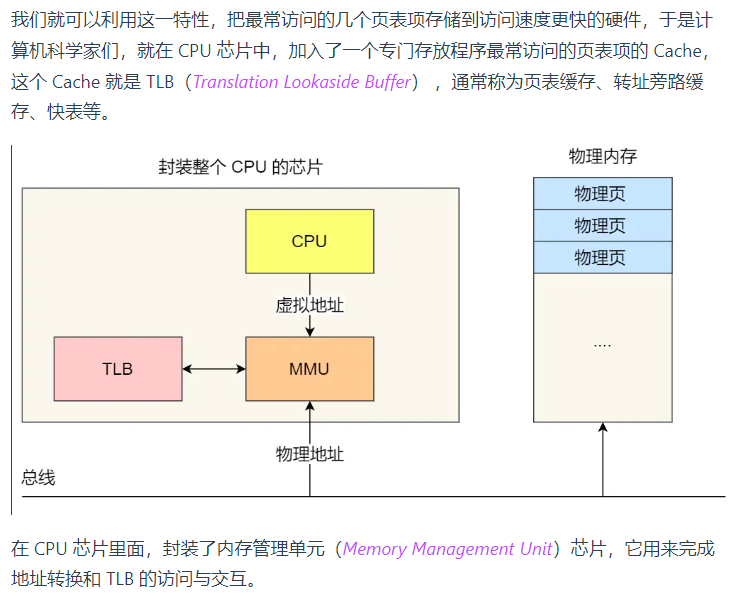 我们就可以利用这一特性，把最常访问的几个页表项存储到访问速度更快的硬件，于是计
算机科学家们，就在 CPU 芯片中，加入了一个专门存放程序最常访问的页表项的 Cache，
这个 Cache 就是 TLB（Translation Lookaside Buffer），通常称为页表缓存、转址旁路缓
存、快表等。
封装整个 CPU 的芯片
物理内存
物理页
物理页
物理页
CPU
虚拟地址
TLB
MMU
....
物理地址
总线
在 CPU 芯片里面，封装了内存管理单元（Memory Management Unit）芯片，它用来完成
地址转换和 TLB 的访问与交互。